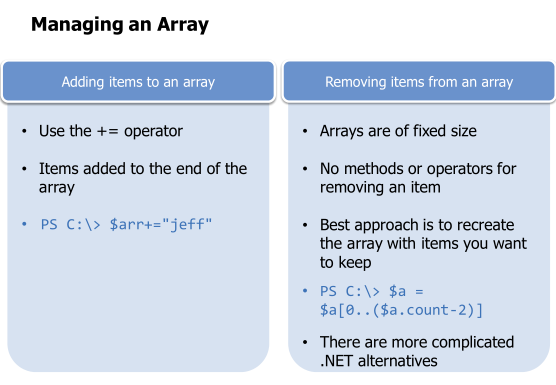 Managing an Array
Adding items to an array
• Use the += operator
• Items added to the end of the
array
• PS C:\> $arr+="jeff"
Removing items from an array
• Arrays are of fixed size
• No methods or operators for
removing an item
• Best approach is to recreate
the array with items you want
to keep
• PS C:\> $a =
$a[0..($a.count-2)]
• There are more complicated
.NET alternatives